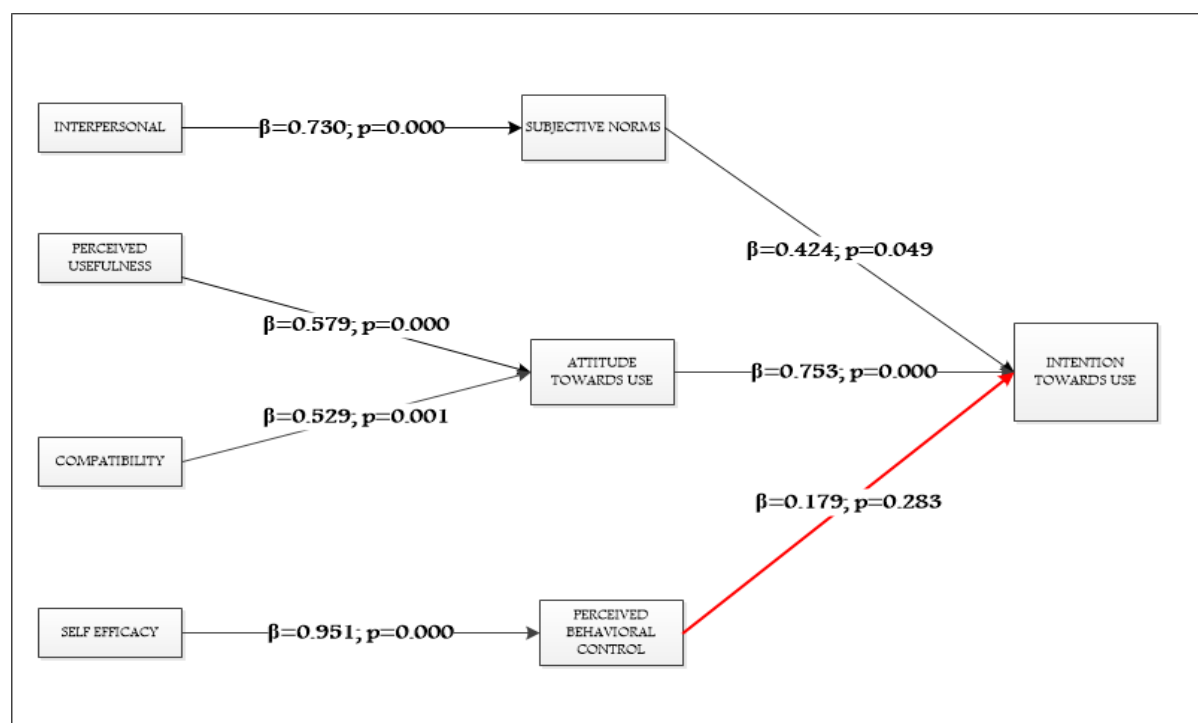 INTERPERSONAL
β=0.730; p=0.000
SUBJECTIVE NORMS
PERCEIVED
USEFULNESS
β=0.424; p=0.049
β=0.579; p=0.000
ATTITUDE
TOWARDS USE
β=0.753; p=0.000
INTENTION
TOWARDS USE
β=0.529; p=0.001
COMPATIBILITY
β=0.179; p=0.283
SELF EFFICACY
β=0.951; p=0.000
PERCEIVED
BEHAVIORAL
CONTROL